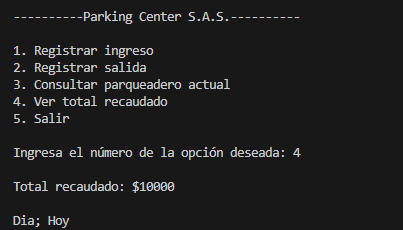 -----------Parking Center S.A.S.-----------
1. Registrar ingreso
2. Registrar salida
3. Consultar parqueadero actual
4. Ver total recaudado
5. Salir
Ingresa el número de la opción deseada: 4
Total recaudado: $10000
Dia; Hoy